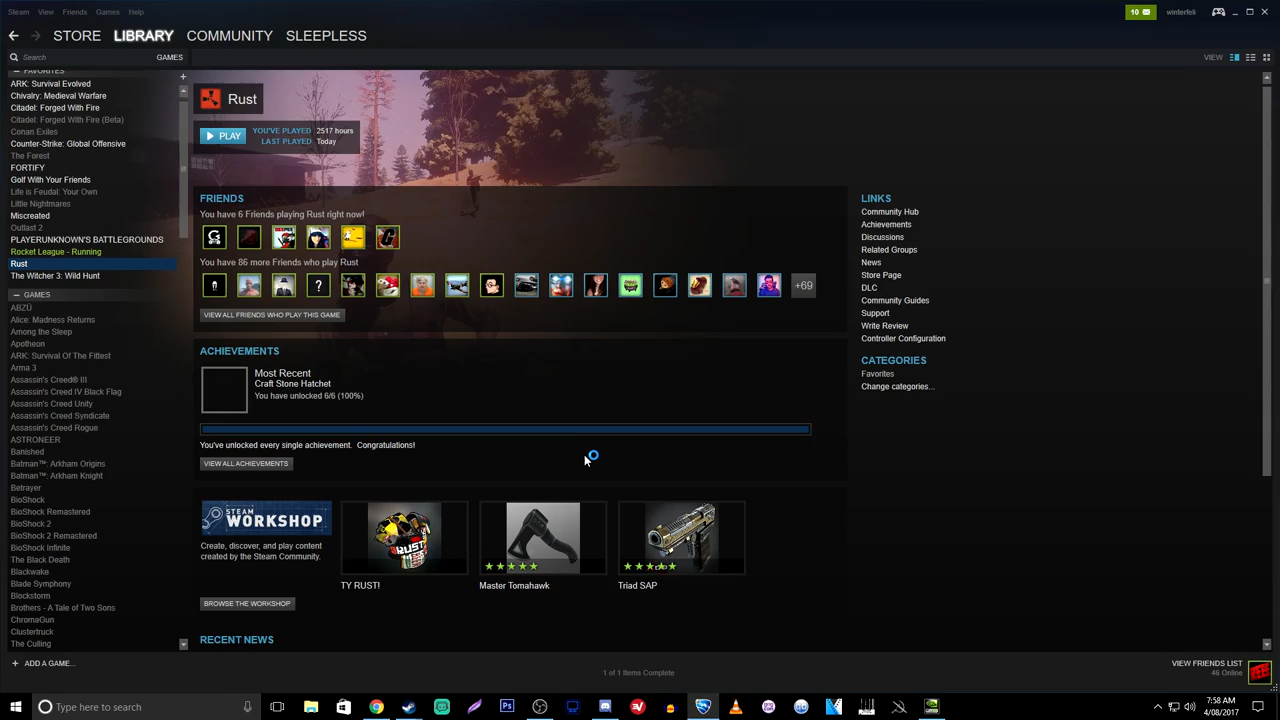 Steam View Friends Games Help
10
winterfeli
STORE LIBRARY COMMUNITY SLEEPLESS
Search
GAMES
VIEW
FAVORITES
ARK: Survival Evolved
Chivalry: Medieval Warfare
Citadel: Forged With Fire
Citadel: Forged With Fire (Beta)
Conan Exiles
Counter-Strike: Global Offensive
The Forest
FORTIFY
Golf With Your Friends
Life is Feudal: Your Own
Little Nightmares
Miscreated
Outlast 2
PLAYERUNKNOWN'S BATTLEGROUNDS
Rocket League - Running
Rust
The Witcher 3: Wild Hunt
GAMES
ABZÛ
Alice: Madness Returns
Among the Sleep
Apotheon
ARK: Survival Of The Fittest
Arma 3
Assassin's Creed® III
Assassin's Creed IV Black Flag
Assassin's Creed Unity
Assassin's Creed Syndicate
Assassin's Creed Rogue
ASTRONEER
Banished
Batman™: Arkham Origins
Batman™: Arkham Knight
Betrayer
BioShock
BioShock Remastered
BioShock 2
BioShock 2 Remastered
BioShock Infinite
The Black Death
Blackwake
Blade Symphony
Blockstorm
Brothers - A Tale of Two Sons
ChromaGun
Clustertruck
The Culling
+ ADD A GAME...
Rust
PLAY
YOU'VE PLAYED 2517 hours
LAST PLAYED Today
FRIENDS
You have 6 Friends playing Rust right now!
You have 86 more Friends who play Rust
?
+69
VIEW ALL FRIENDS WHO PLAY THIS GAME
ACHIEVEMENTS
Most Recent
Craft Stone Hatchet
You have unlocked 6/6 (100%)
You've unlocked every single achievement. Congratulations!
VIEW ALL ACHIEVEMENTS
STEAM WORKSHOP
Create, discover, and play content
created by the Steam Community.
BROWSE THE WORKSHOP
TY RUST!
Master Tomahawk
Triad SAP
RECENT NEWS
LINKS
Community Hub
Achievements
Discussions
Related Groups
News
Store Page
DLC
Community Guides
Support
Write Review
Controller Configuration
CATEGORIES
Favorites
Change categories...
1 of 1 Items Complete
VIEW FRIENDS LIST
46 Online
Type here to search
7:58 AM
4/08/2017